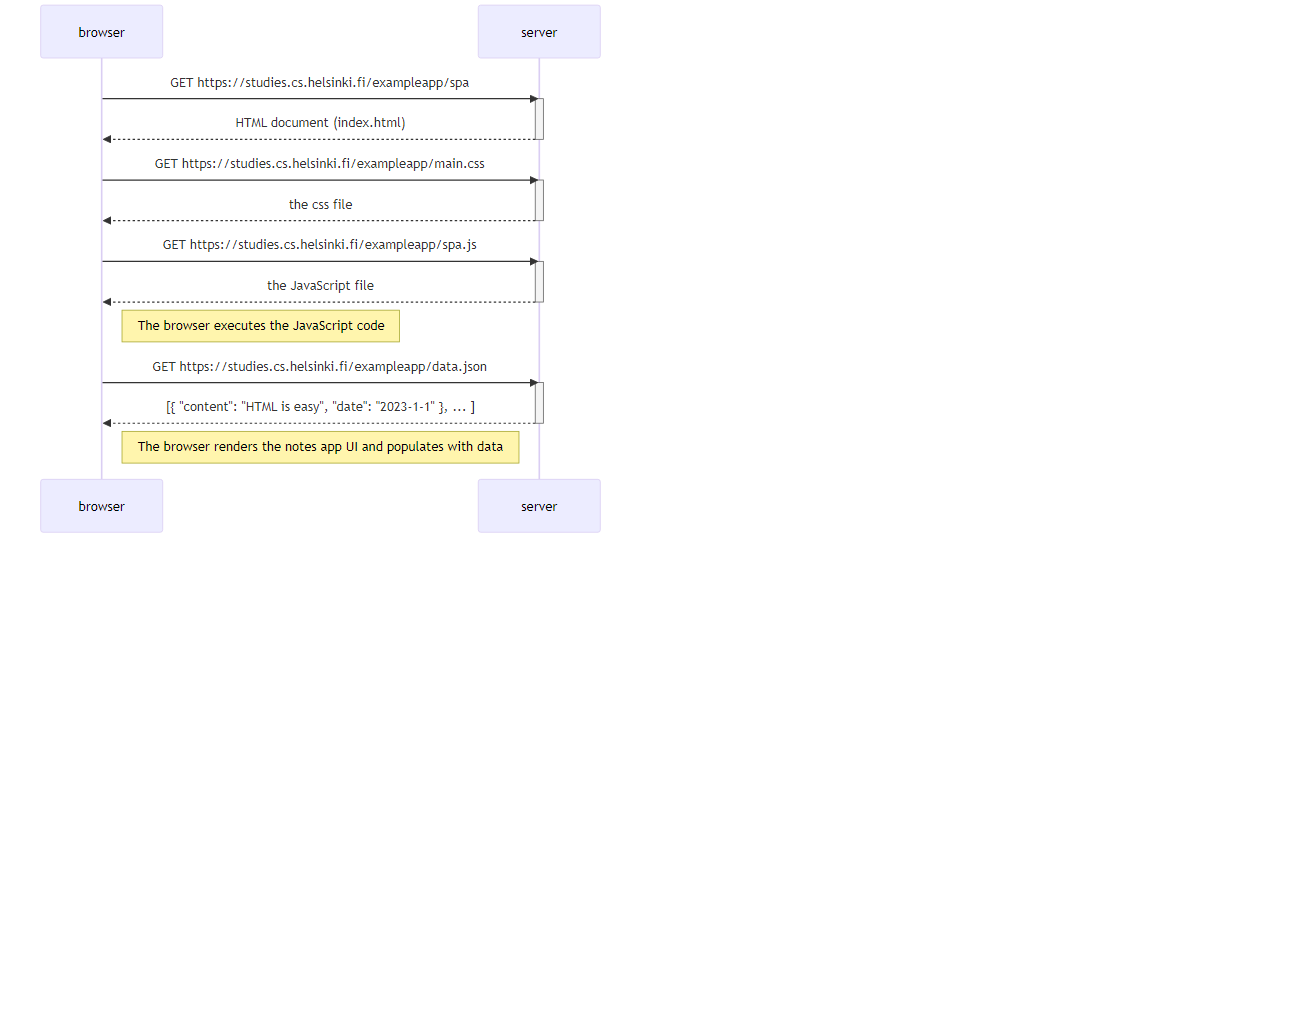 browser
server
GET https://studies.cs.helsinki.fi/exampleapp/spa
HTML document (index.html)
GET https://studies.cs.helsinki.fi/exampleapp/main.css
the css file
GET https://studies.cs.helsinki.fi/exampleapp/spa.js
the JavaScript file
The browser executes the JavaScript code
GET https://studies.cs.helsinki.fi/exampleapp/data.json
[{ "content": "HTML is easy", "date": "2023-1-1" }, ... ]
The browser renders the notes app UI and populates with data
browser
server